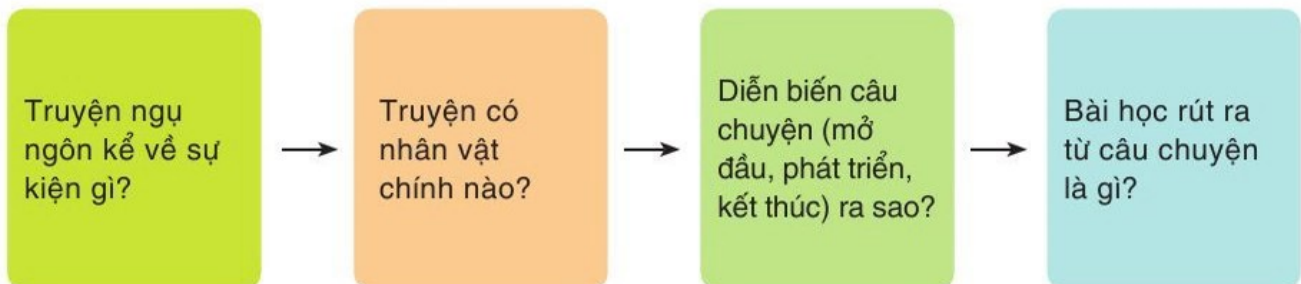 Truyện ngụ
ngôn kể về sự
kiện gì?
Truyện có
nhân vật
chính nào?
Diễn biến câu
chuyện (mở
đầu, phát triển,
kết thúc) ra sao?
Bài học rút ra
từ câu chuyện
là gì?